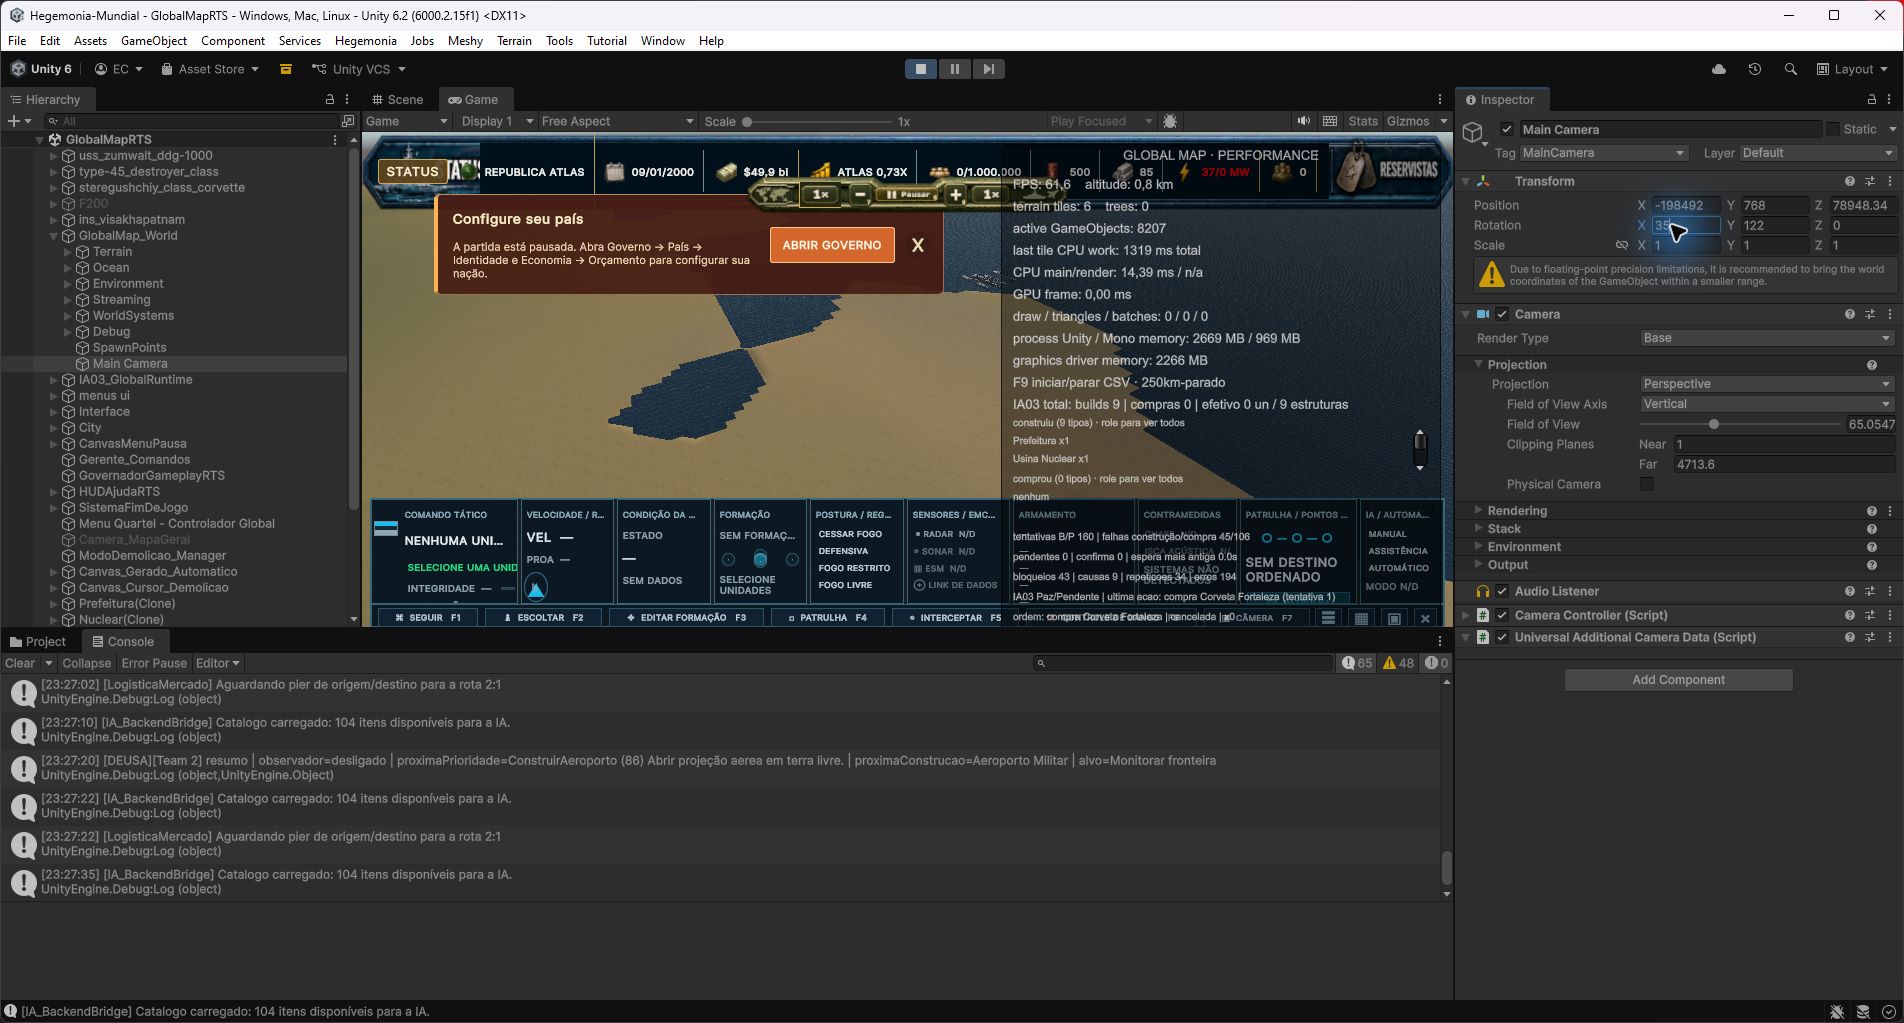 Hegemonia-Mundial - GlobalMapRTS - Windows, Mac, Linux - Unity 6.2 (6000.2.15f1) <DX11>
File Edit Assets GameObject Component Services Hegemonia Jobs Meshy Terrain Tools Tutorial Window Help
Unity 6 EC Asset Store Unity VCS Layout
Hierarchy
All
GlobalMapRTS
uss_zumwalt_ddg-1000
type-45_destroyer_class
steregushchiy_class_corvette
F200
ins_visakhapatnam
GlobalMap_World
Terrain
Ocean
Environment
Streaming
WorldSystems
Debug
SpawnPoints
Main Camera
IA03_GlobalRuntime
menus ui
Interface
City
CanvasMenuPausa
Gerente_Comandos
GovernadorGameplayRTS
HUDAjudaRTS
SistemaFimDeJogo
Menu Quartel - Controlador Global
Camera_MapaGeral
ModoDemolicao_Manager
Canvas_Gerado_Automatico
Canvas_Cursor_Demolicao
Prefeitura(Clone)
Nuclear(Clone)
Scene Game
Game Display 1 Free Aspect Scale 1x Play Focused Stats Gizmos
STATUS REPUBLICA ATLAS 09/01/2000 $49,9 bi ATLAS 0,73X 0/1.000.000 500 85 37/0 MW 0 RESERVISTAS
1x Pausar 1x
Configure seu país
A partida está pausada. Abra Governo → País →
Identidade e Economia → Orçamento para configurar sua
nação.
ABRIR GOVERNO X
GLOBAL MAP · PERFORMANCE
FPS: 61,6 altitude: 0,8 km
terrain tiles: 6 trees: 0
active GameObjects: 8207
last tile CPU work: 1319 ms total
CPU main/render: 14,39 ms / n/a
GPU frame: 0,00 ms
draw / triangles / batches: 0 / 0 / 0
process Unity / Mono memory: 2669 MB / 969 MB
graphics driver memory: 2266 MB
F9 iniciar/parar CSV · 250km-parado
IA03 total: builds 9 | compras 0 | efetivo 0 un / 9 estruturas
construiu (9 tipos) · role para ver todos
Prefeitura x1
Usina Nuclear x1
comprou (0 tipos) · role para ver todos
nenhum
tentativas B/P 160 | falhas construção/compra 45/106
pendentes 0 | confirma 0 | espera mais antiga 0.0s
bloqueios 43 | causas 9 | repeticoes 34 | erros 194
IA03 Paz/Pendente | ultima acao: compra Corveta Fortaleza (tentativa 1)
ordem: compra Corveta Fortaleza | cancelada | x0
COMANDO TÁTICO
NENHUMA UNI...
SELECIONE UMA UNID
INTEGRIDADE —
VELOCIDADE / R...
VEL —
PROA —
CONDIÇÃO DA ...
ESTADO
—
SEM DADOS
FORMAÇÃO
SEM FORMAÇ...
SELECIONE
UNIDADES
POSTURA / REG...
CESSAR FOGO
DEFENSIVA
FOGO RESTRITO
FOGO LIVRE
SENSORES / EMC...
RADAR N/D
SONAR N/D
ESM N/D
LINK DE DADOS
ARMAMENTO
CONTRAMEDIDAS
PATRULHA / PONTOS ...
SEM DESTINO
ORDENADO
IA / AUTOMA...
MANUAL
ASSISTÊNCIA
AUTOMÁTICO
MODO N/D
SEGUIR F1 ESCOLTAR F2 EDITAR FORMAÇÃO F3 PATRULHA F4 INTERCEPTAR F5 CÂMERA F7
Project Console
Clear Collapse Error Pause Editor 65 48 0
[23:27:02] [LogisticaMercado] Aguardando pier de origem/destino para a rota 2:1
UnityEngine.Debug:Log (object)
[23:27:10] [IA_BackendBridge] Catalogo carregado: 104 itens disponíveis para a IA.
UnityEngine.Debug:Log (object)
[23:27:20] [DEUSA][Team 2] resumo | observador=desligado | proximaPrioridade=ConstruirAeroporto (86) Abrir projeção aerea em terra livre. | proximaConstrucao=Aeroporto Militar | alvo=Monitorar fronteira
UnityEngine.Debug:Log (object,UnityEngine.Object)
[23:27:22] [IA_BackendBridge] Catalogo carregado: 104 itens disponíveis para a IA.
UnityEngine.Debug:Log (object)
[23:27:22] [LogisticaMercado] Aguardando pier de origem/destino para a rota 2:1
UnityEngine.Debug:Log (object)
[23:27:35] [IA_BackendBridge] Catalogo carregado: 104 itens disponíveis para a IA.
UnityEngine.Debug:Log (object)
[IA_BackendBridge] Catalogo carregado: 104 itens disponíveis para a IA.
Inspector
Main Camera Static
Tag MainCamera Layer Default
Transform
Position X -198492 Y 768 Z 78948.34
Rotation X 35 Y 122 Z 0
Scale X 1 Y 1 Z 1
Due to floating-point precision limitations, it is recommended to bring the world
coordinates of the GameObject within a smaller range.
Camera
Render Type Base
Projection
Projection Perspective
Field of View Axis Vertical
Field of View 65.0547
Clipping Planes Near 1
Far 4713.6
Physical Camera
Rendering
Stack
Environment
Output
Audio Listener
Camera Controller (Script)
Universal Additional Camera Data (Script)
Add Component